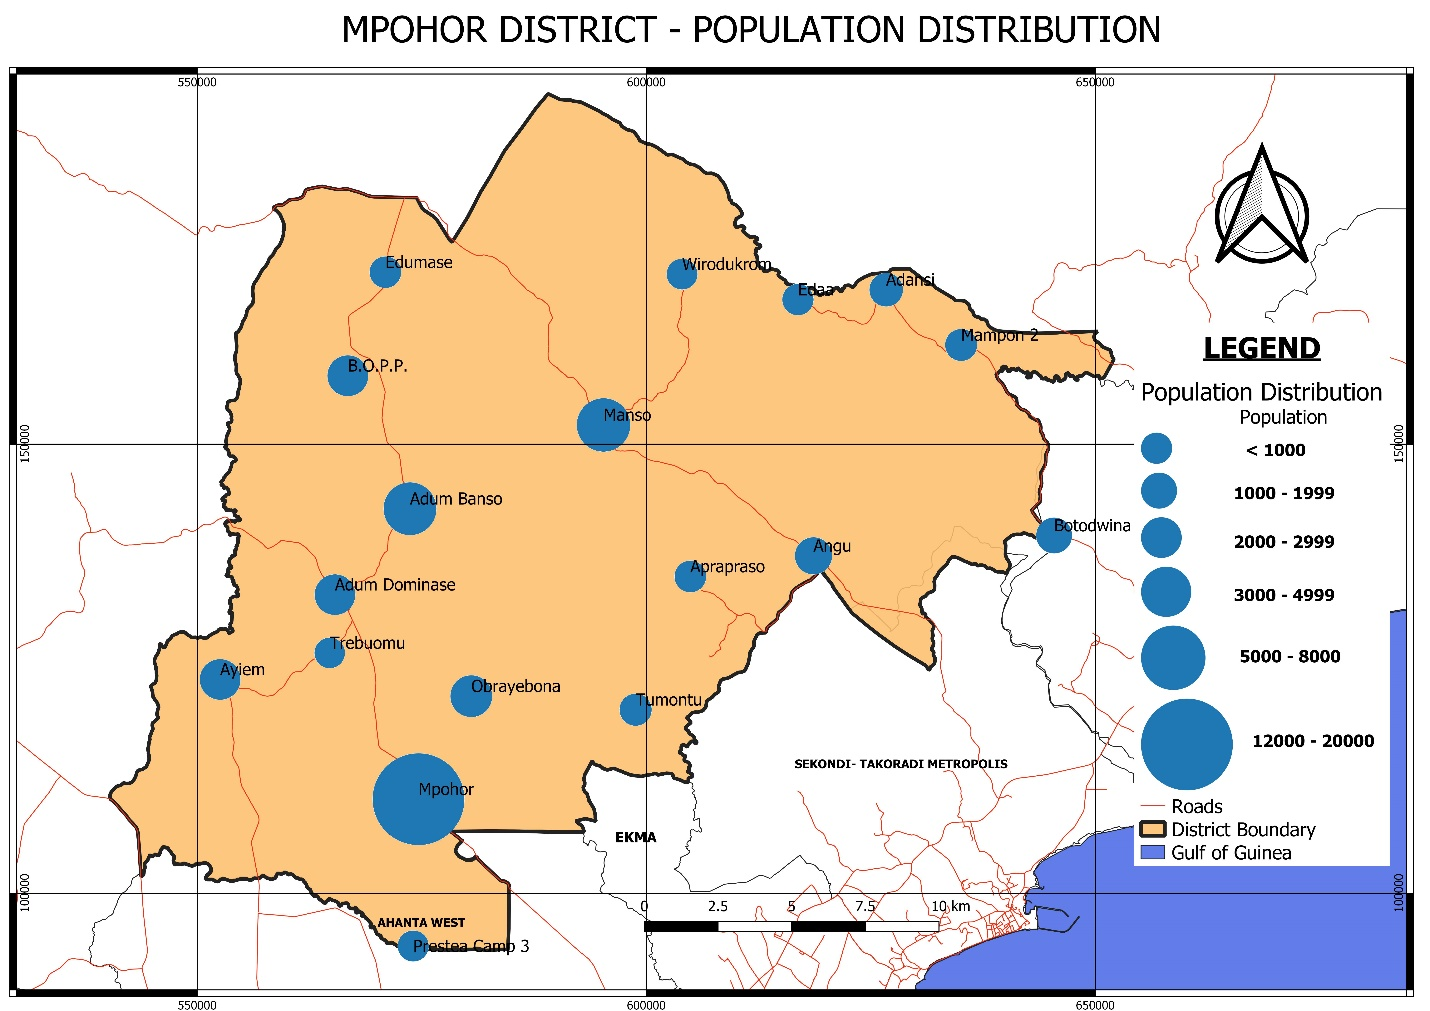 MPOHOR DISTRICT - POPULATION DISTRIBUTION
550000
600000
650000
Edumase
Wirodukrom
Edaa
Adansi
Mampon 2
B.O.P.P.
Manso
150000
150000
Adum Banso
Botodwina
Angu
Aprapraso
Adum Dominase
Trebuomu
Ayiem
Obrayebona
Tumontu
SEKONDI- TAKORADI METROPOLIS
Mpohor
EKMA
100000
100000
AHANTA WEST
Prestea Camp 3
0 2.5 5 7.5 10 km
LEGEND
Population Distribution
Population
< 1000
1000 - 1999
2000 - 2999
3000 - 4999
5000 - 8000
12000 - 20000
Roads
District Boundary
Gulf of Guinea
550000
600000
650000